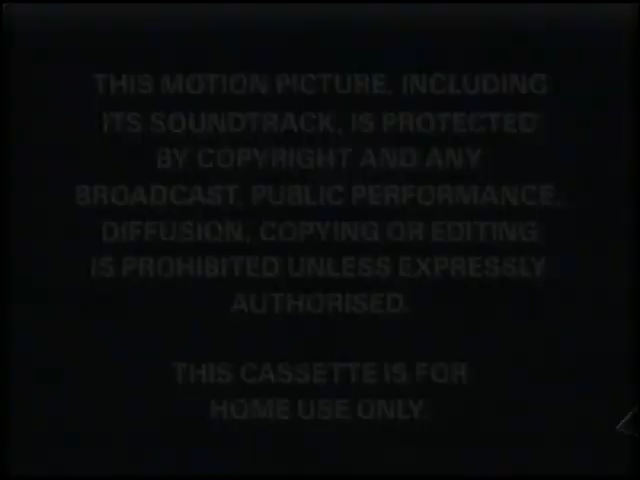 THIS MOTION PICTURE, INCLUDING
ITS SOUNDTRACK, IS PROTECTED
BY COPYRIGHT AND ANY
BROADCAST, PUBLIC PERFORMANCE,
DIFFUSION, COPYING OR EDITING
IS PROHIBITED UNLESS EXPRESSLY
AUTHORISED.
THIS CASSETTE IS FOR
HOME USE ONLY.